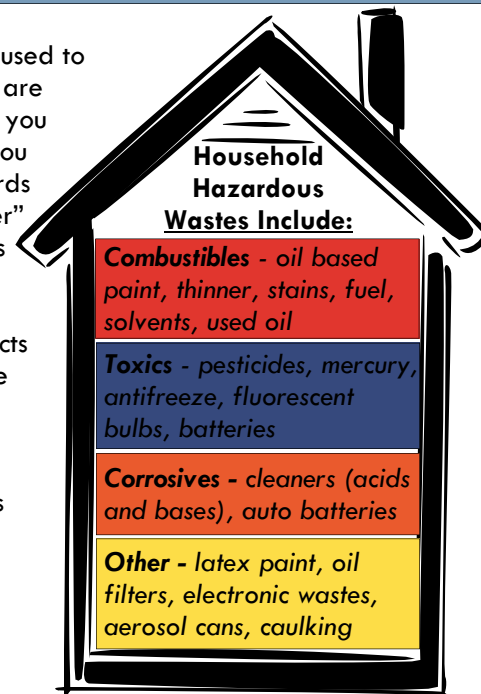 used to
are
you
ou
rds
er"
s
cts
e
s
Household
Hazardous
Wastes Include:
Combustibles - oil based
paint, thinner, stains, fuel,
solvents, used oil
Toxics - pesticides, mercury,
antifreeze, fluorescent
bulbs, batteries
Corrosives - cleaners (acids
and bases), auto batteries
Other - latex paint, oil
filters, electronic wastes,
aerosol cans, caulking